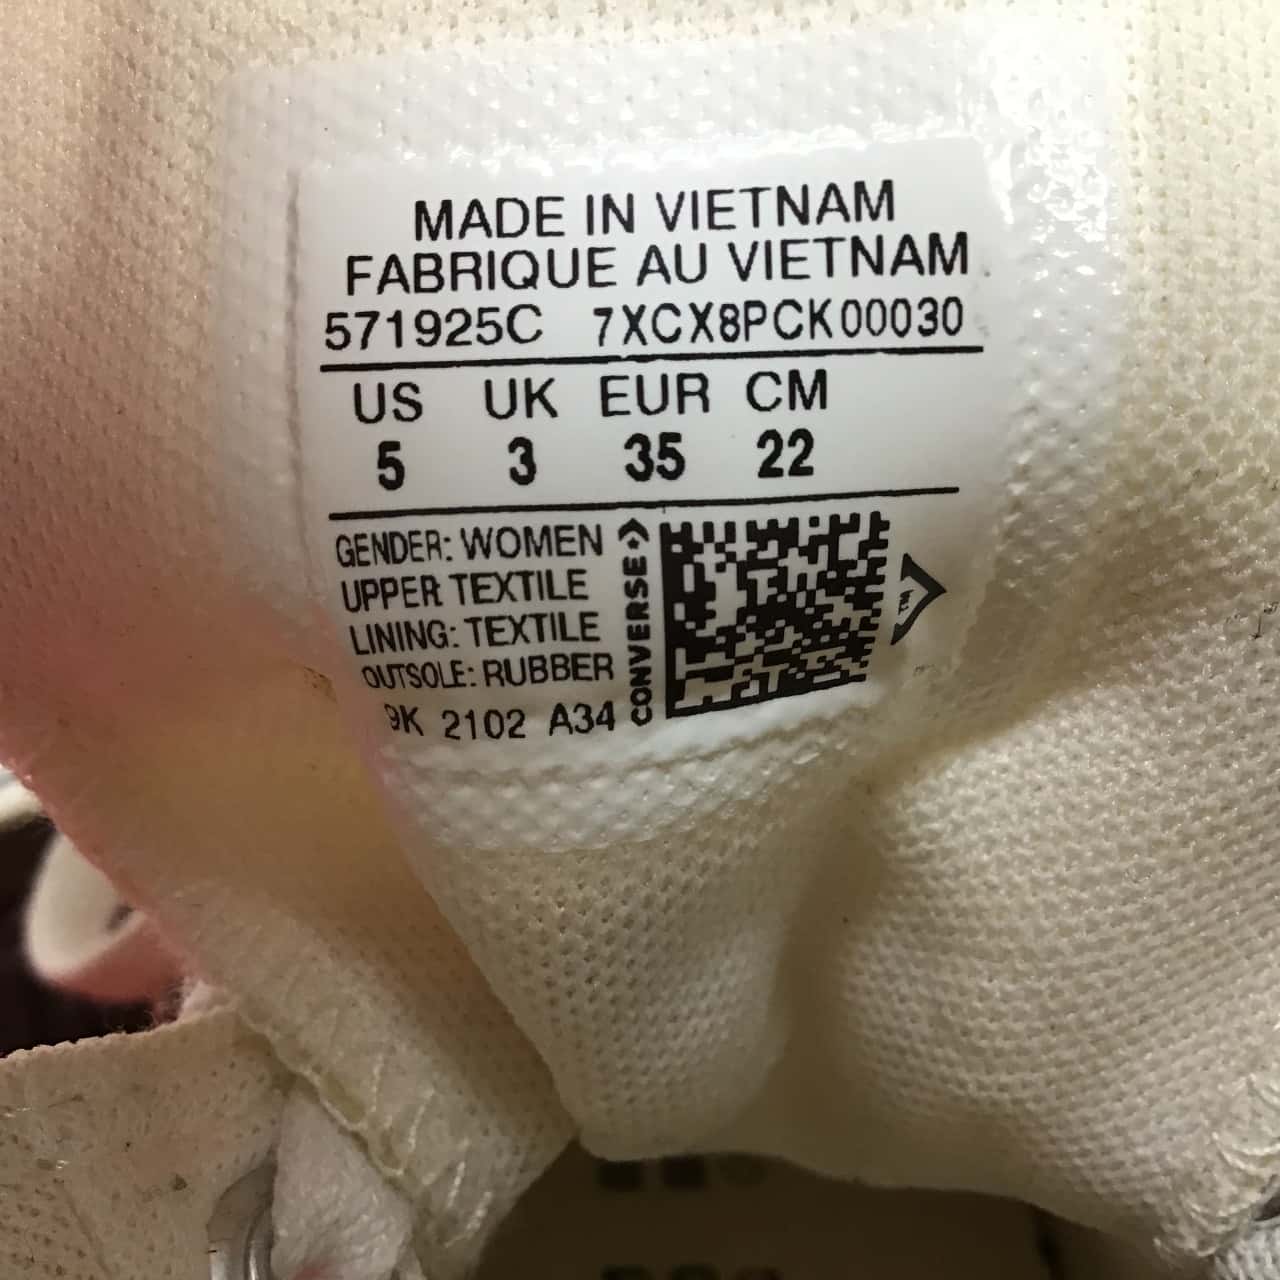 MADE IN VIETNAM
FABRIQUE AU VIETNAM
571925C 7XCX8PCK00030
US UK EUR CM
5 3 35 22
GENDER: WOMEN
UPPER TEXTILE
LINING: TEXTILE
OUTSOLE: RUBBER
9K 2102 A34
CONVERSE